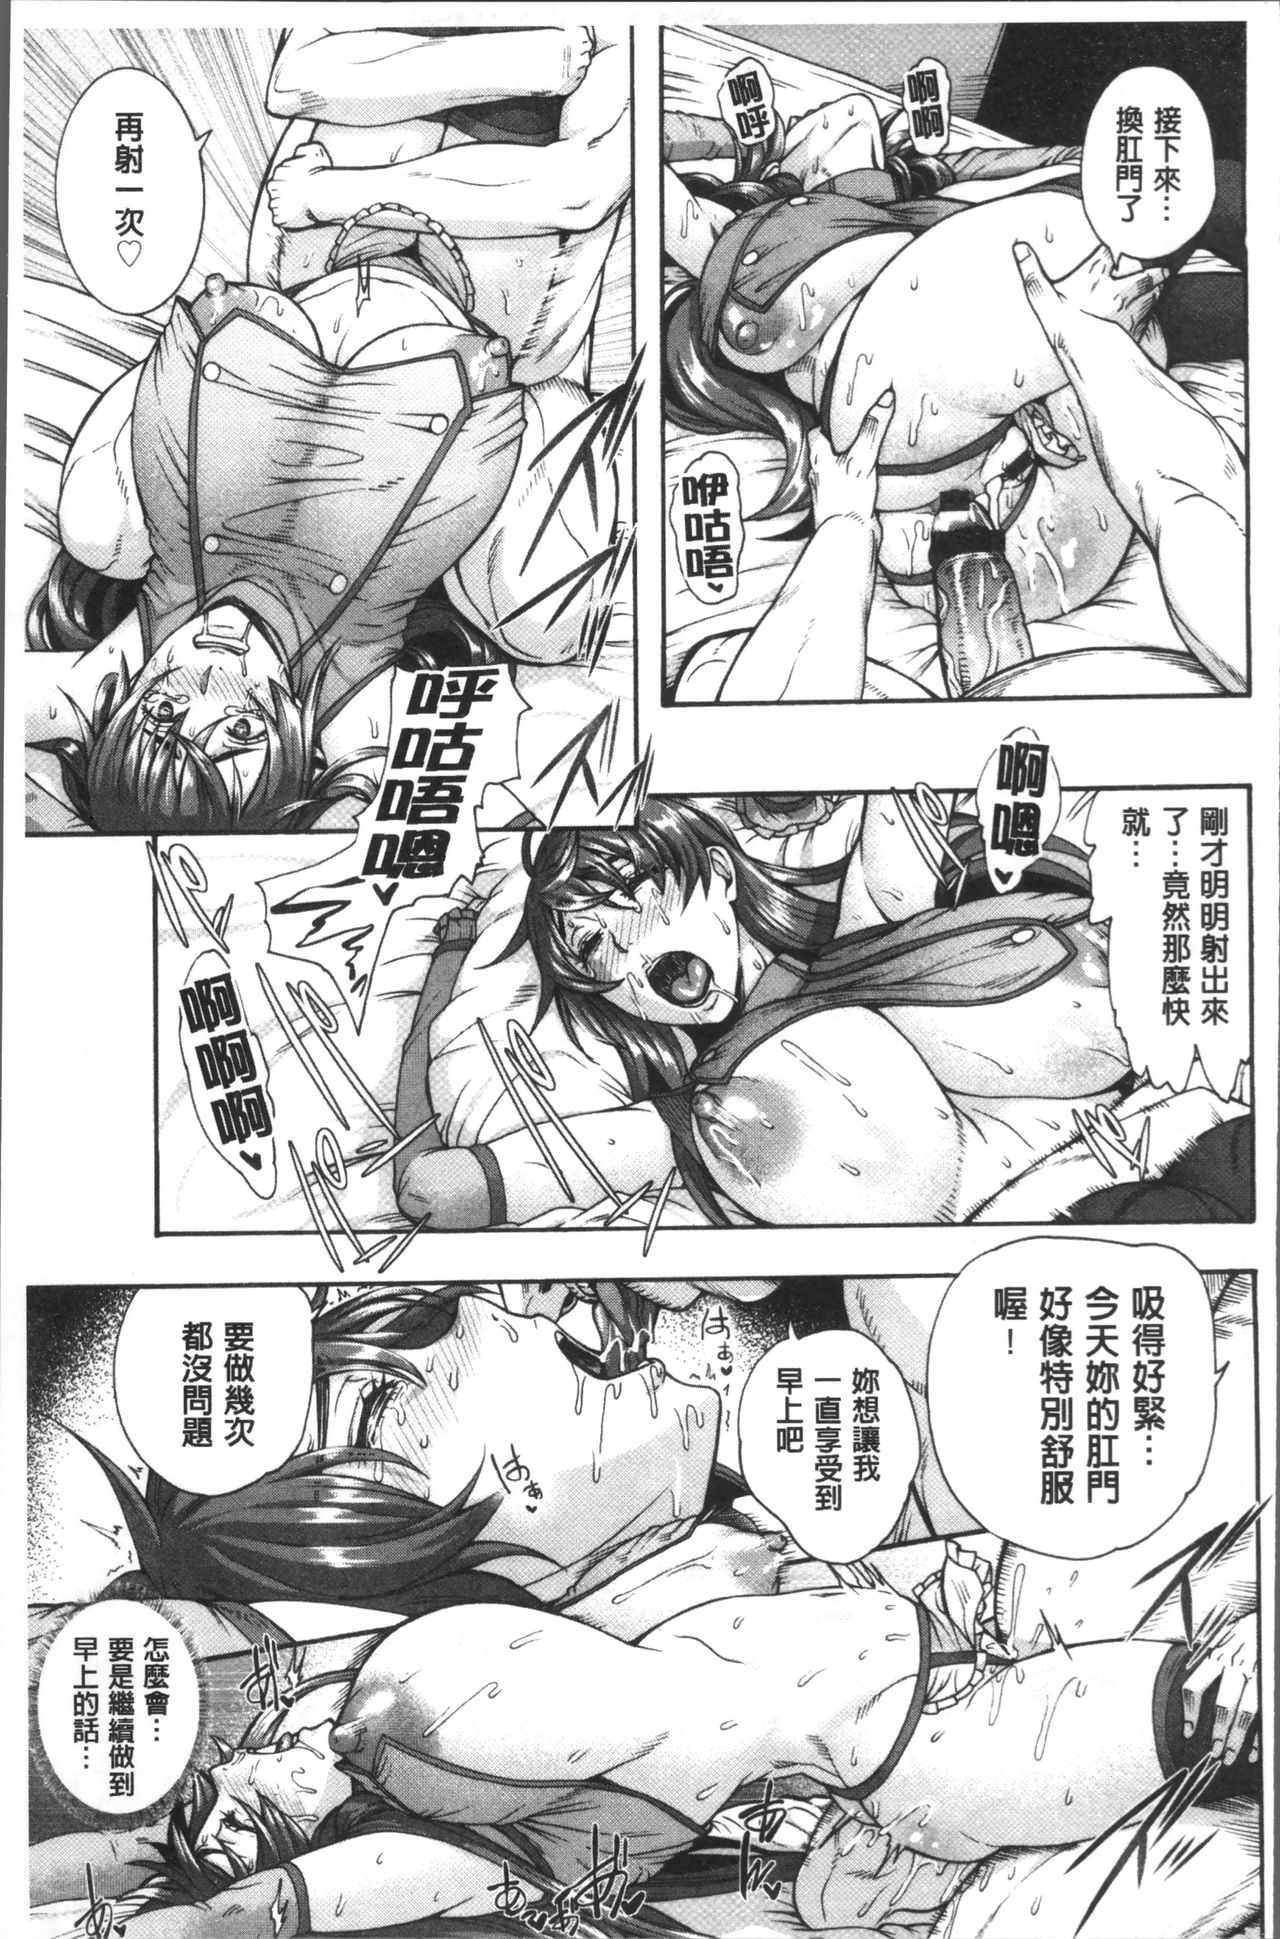 接下來…
換肛門了
啊啊
啊呼
咿咕唔♥
再射一次♡
剛才明明射出來
了…竟然那麼快
就…
啊嗯♥
呼咕唔嗯♥
啊啊啊♥
吸得好緊…
今天妳的肛門
好像特別舒服
喔！
妳想讓我
一直享受到
早上吧
はぁ♥
はぁ♥
要做幾次
都沒問題
怎麼會…
要是繼續做到
早上的話…